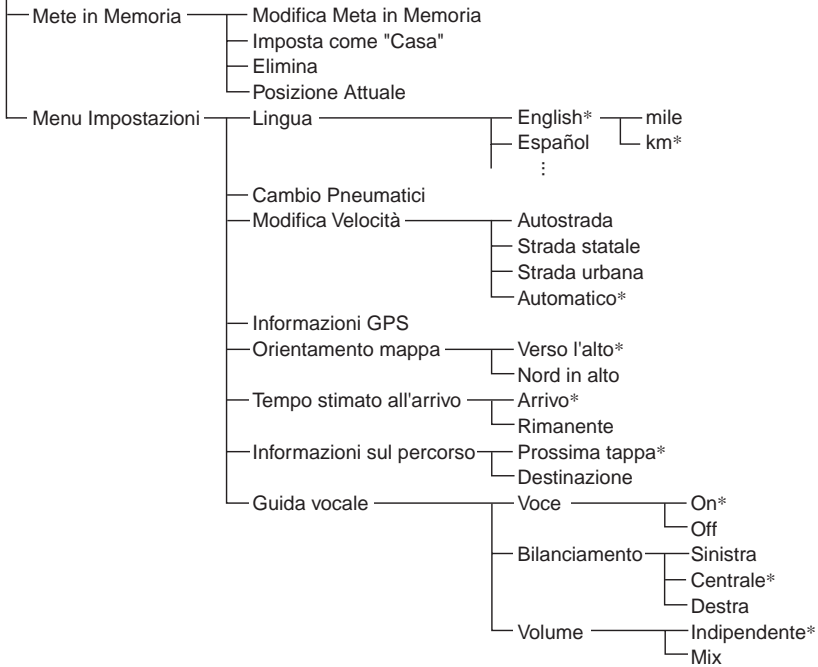 Mete in Memoria Modifica Meta in Memoria
Imposta come "Casa"
Elimina
Posizione Attuale
Menu Impostazioni Lingua English* mile
Español km*
⋮
Cambio Pneumatici
Modifica Velocità Autostrada
Strada statale
Strada urbana
Automatico*
Informazioni GPS
Orientamento mappa Verso l'alto*
Nord in alto
Tempo stimato all'arrivo Arrivo*
Rimanente
Informazioni sul percorso Prossima tappa*
Destinazione
Guida vocale Voce On*
Off
Bilanciamento Sinistra
Centrale*
Destra
Volume Indipendente*
Mix